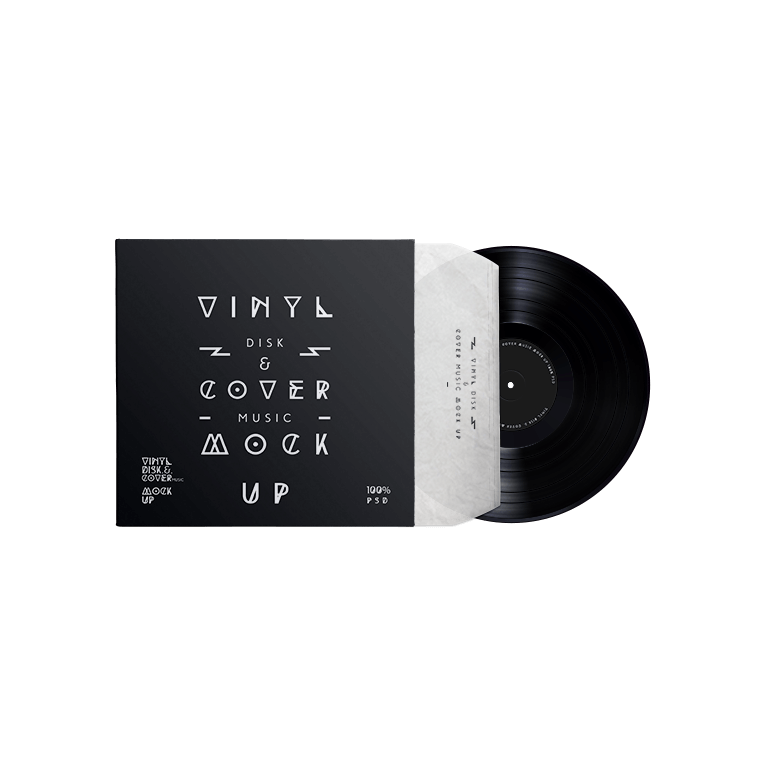 VINYL
DISK
&
COVER
MUSIC
MOCK
UP
VINYL
DISK &
COVER MUSIC
MOCK
UP
100%
PSD
VINYL DISK
&
COVER MUSIC MOCK UP